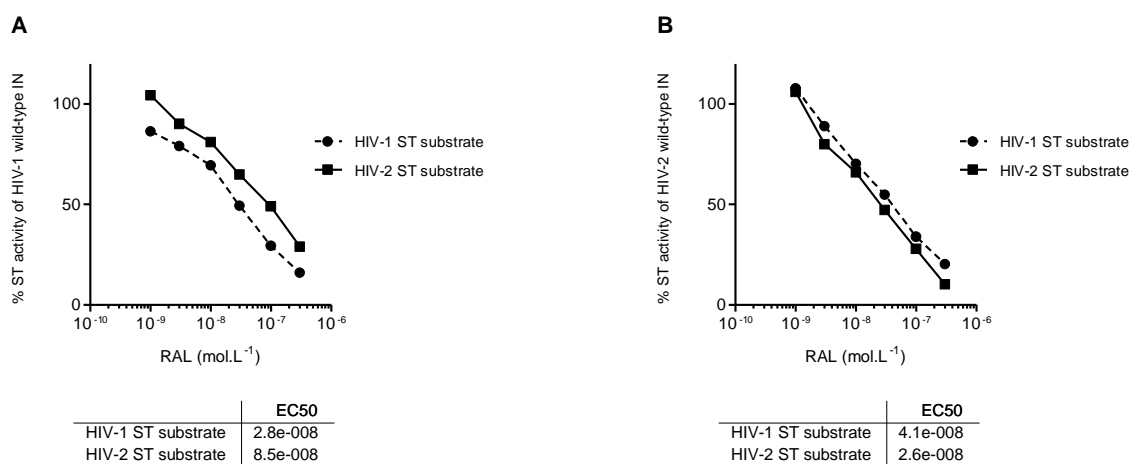 A
% ST activity of HIV-1 wild-type IN
100
50
0
10-10
10-9
10-8
10-7
10-6
RAL (mol.L-1)
HIV-1 ST substrate
HIV-2 ST substrate
EC50
HIV-1 ST substrate 2.8e-008
HIV-2 ST substrate 8.5e-008
B
% ST activity of HIV-2 wild-type IN
100
50
0
10-10
10-9
10-8
10-7
10-6
RAL (mol.L-1)
HIV-1 ST substrate
HIV-2 ST substrate
EC50
HIV-1 ST substrate 4.1e-008
HIV-2 ST substrate 2.6e-008